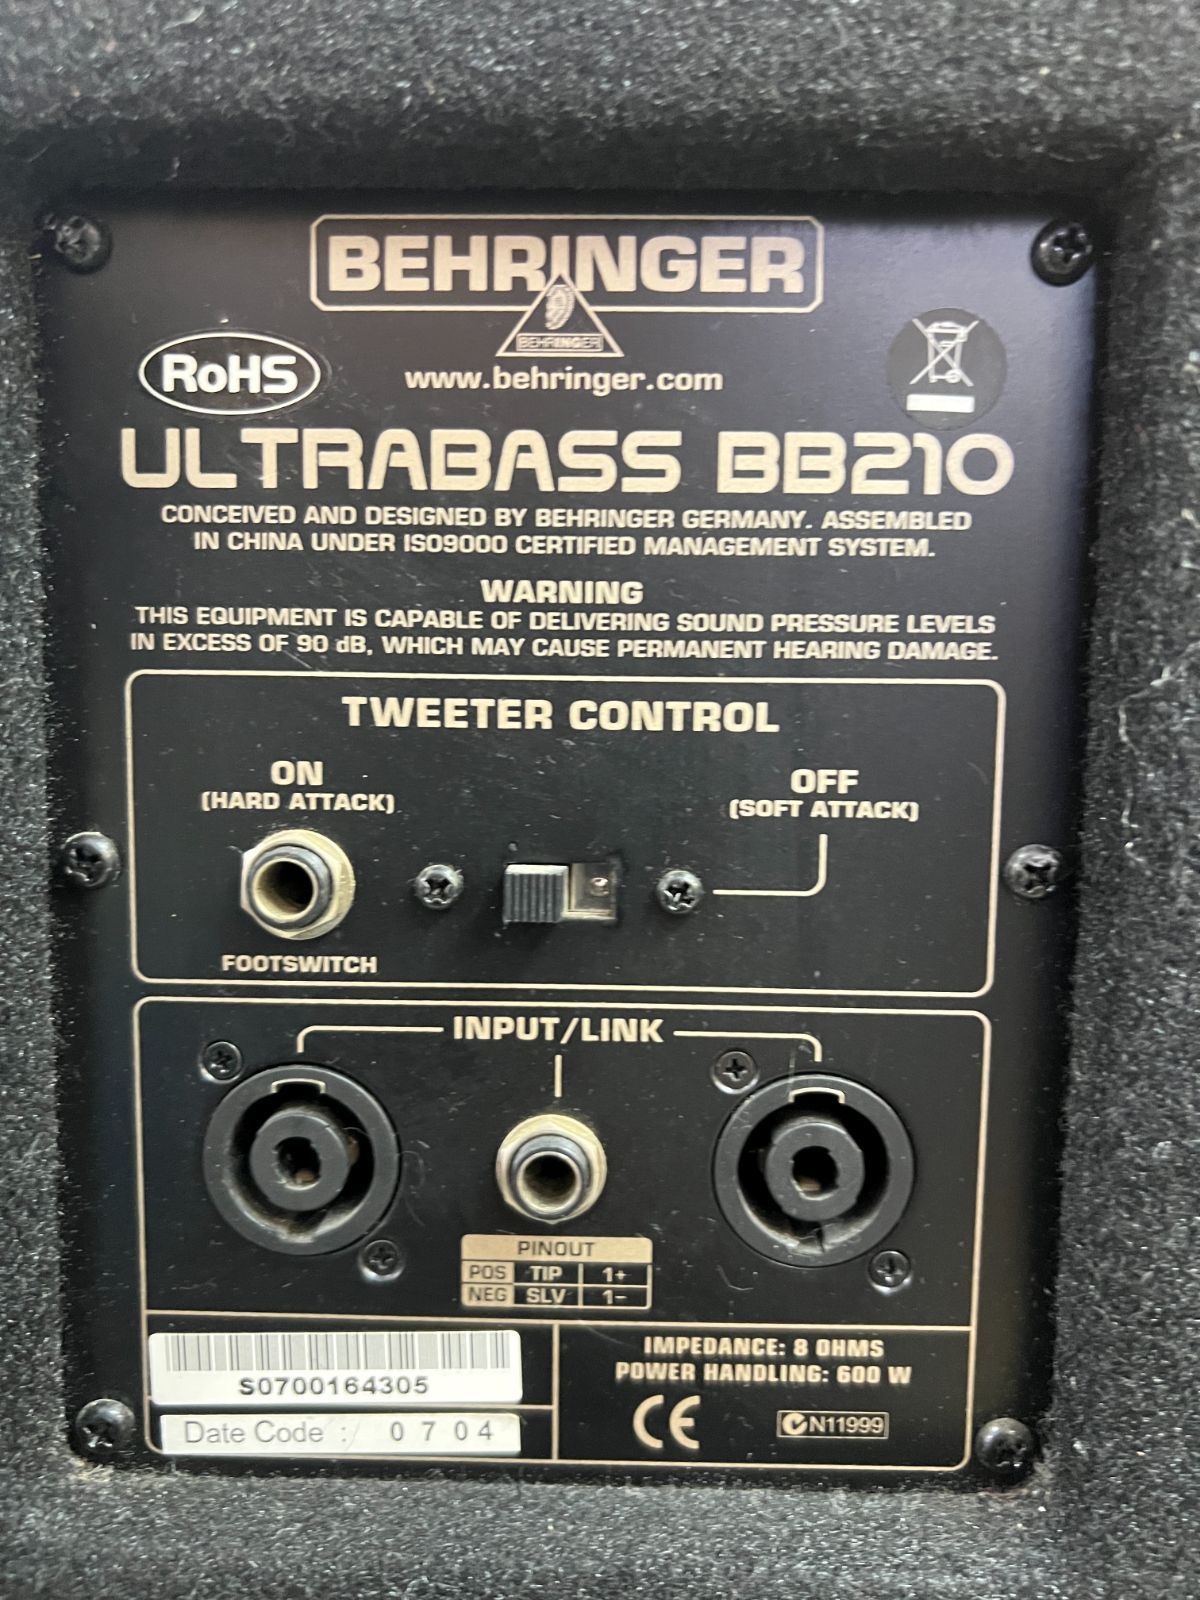 BEHRINGER
BEHRINGER
RoHS
www.behringer.com
ULTRABASS BB210
CONCEIVED AND DESIGNED BY BEHRINGER GERMANY. ASSEMBLED
IN CHINA UNDER ISO9000 CERTIFIED MANAGEMENT SYSTEM.
WARNING
THIS EQUIPMENT IS CAPABLE OF DELIVERING SOUND PRESSURE LEVELS
IN EXCESS OF 90 dB, WHICH MAY CAUSE PERMANENT HEARING DAMAGE.
TWEETER CONTROL
ON
(HARD ATTACK)
OFF
(SOFT ATTACK)
FOOTSWITCH
INPUT/LINK
PINOUT
POS TIP 1+
NEG SLV 1-
S0700164305
Date Code : 0704
IMPEDANCE: 8 OHMS
POWER HANDLING: 600 W
CE
N11999